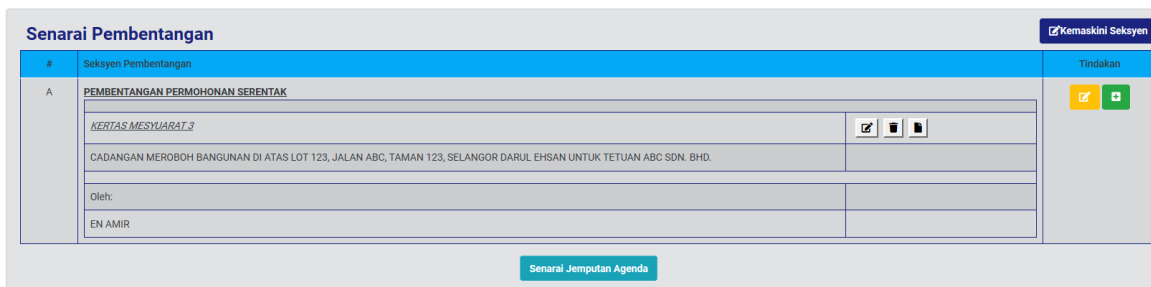 Senarai Pembentangan
Kemaskini Seksyen
# Seksyen Pembentangan Tindakan
A PEMBENTANGAN PERMOHONAN SERENTAK
KERTAS MESYUARAT 3
CADANGAN MEROBOH BANGUNAN DI ATAS LOT 123, JALAN ABC, TAMAN 123, SELANGOR DARUL EHSAN UNTUK TETUAN ABC SDN. BHD.
Oleh:
EN AMIR
Senarai Jemputan Agenda